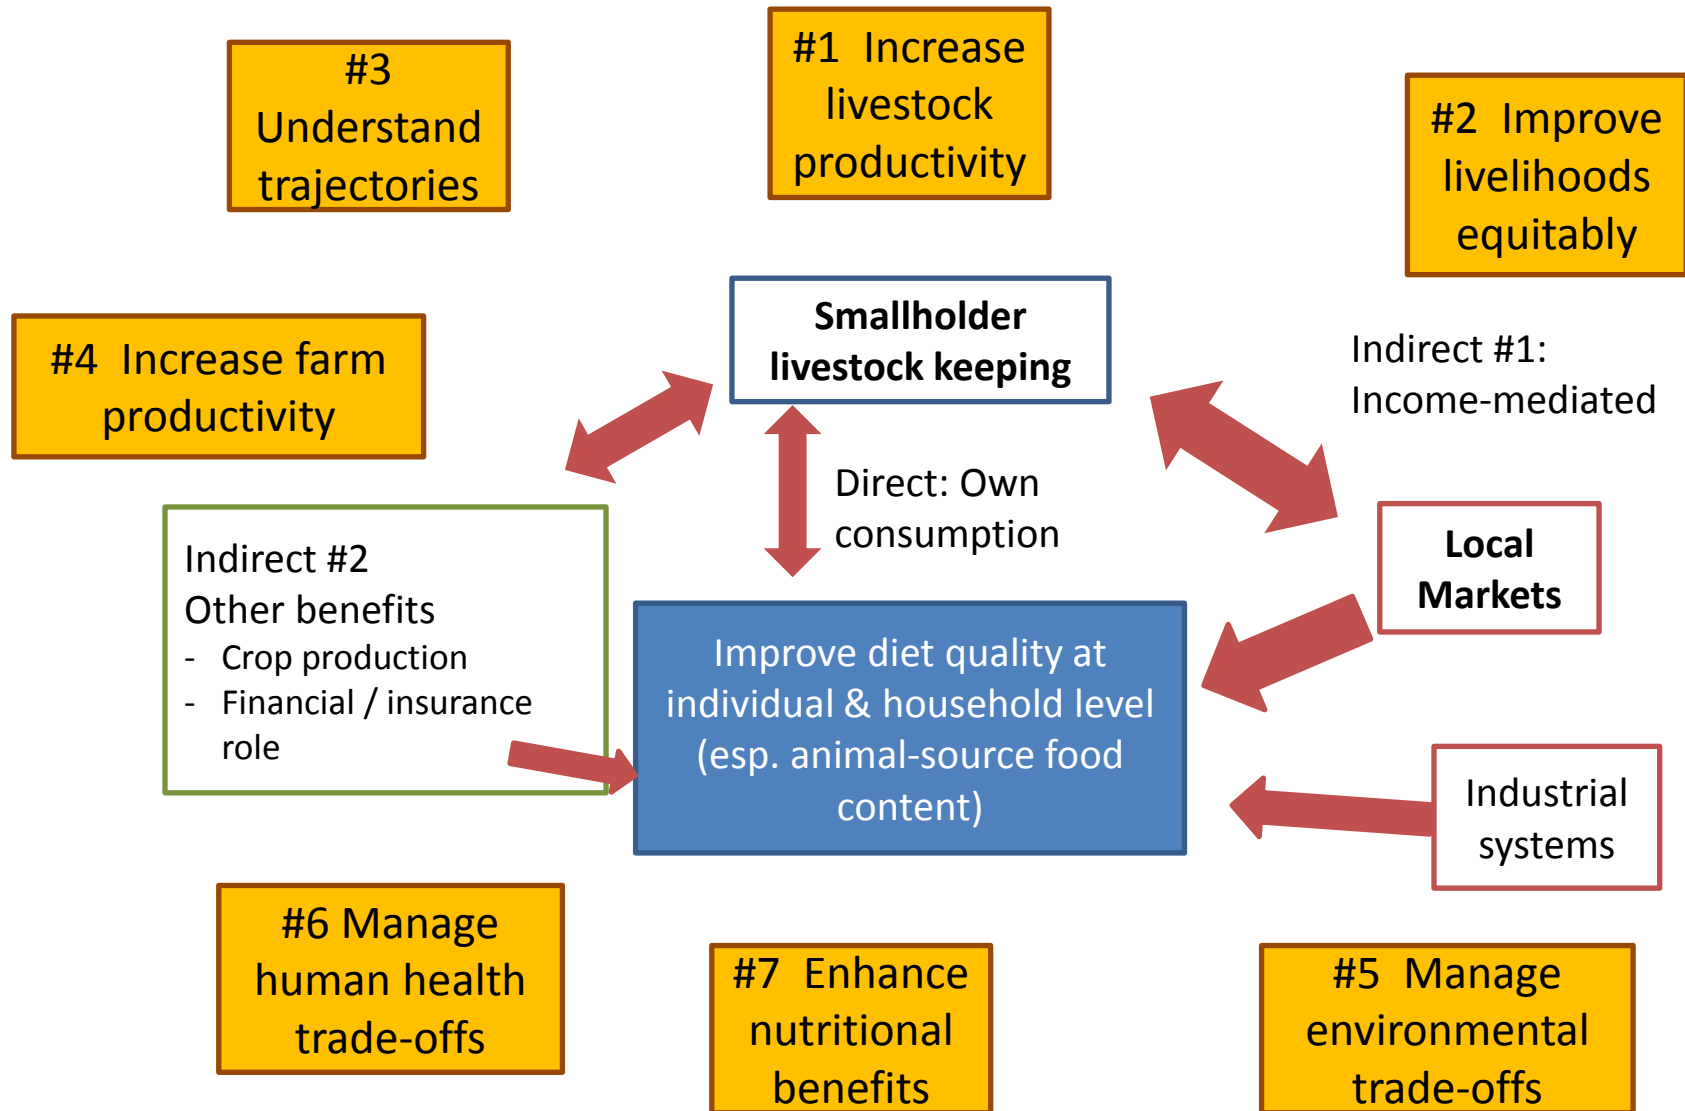 #3
Understand
trajectories
#1  Increase
livestock
productivity
#2  Improve
livelihoods
equitably
#4  Increase farm
productivity
Smallholder
livestock keeping
Indirect #1:
Income-mediated
Direct: Own
consumption
Local
Markets
Indirect #2
Other benefits
- Crop production
- Financial / insurance
role
Improve diet quality at
individual & household level
(esp. animal-source food
content)
Industrial
systems
#6 Manage
human health
trade-offs
#7  Enhance
nutritional
benefits
#5  Manage
environmental
trade-offs